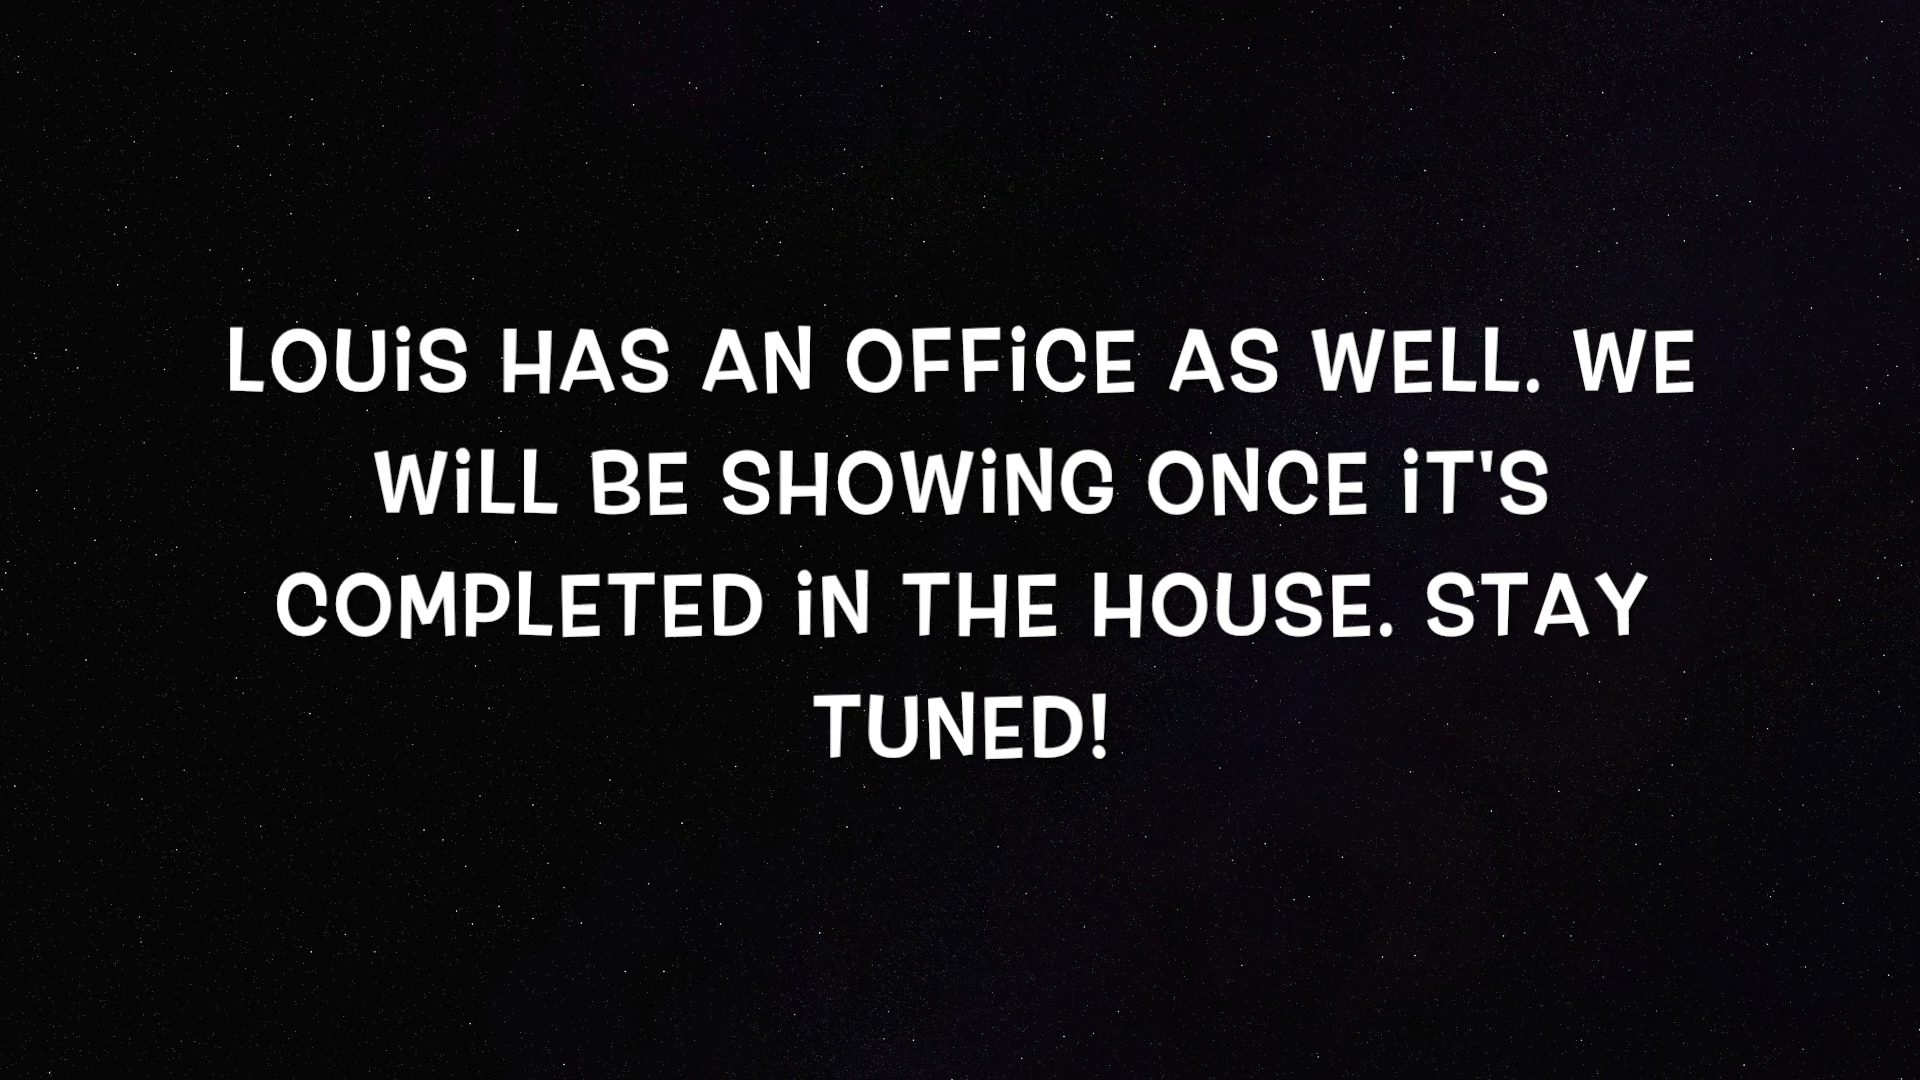 LOUiS HAS AN OFFiCE AS WELL. WE
WiLL BE SHOWiNG ONCE iT'S
COMPLETED iN THE HOUSE. STAY
TUNED!